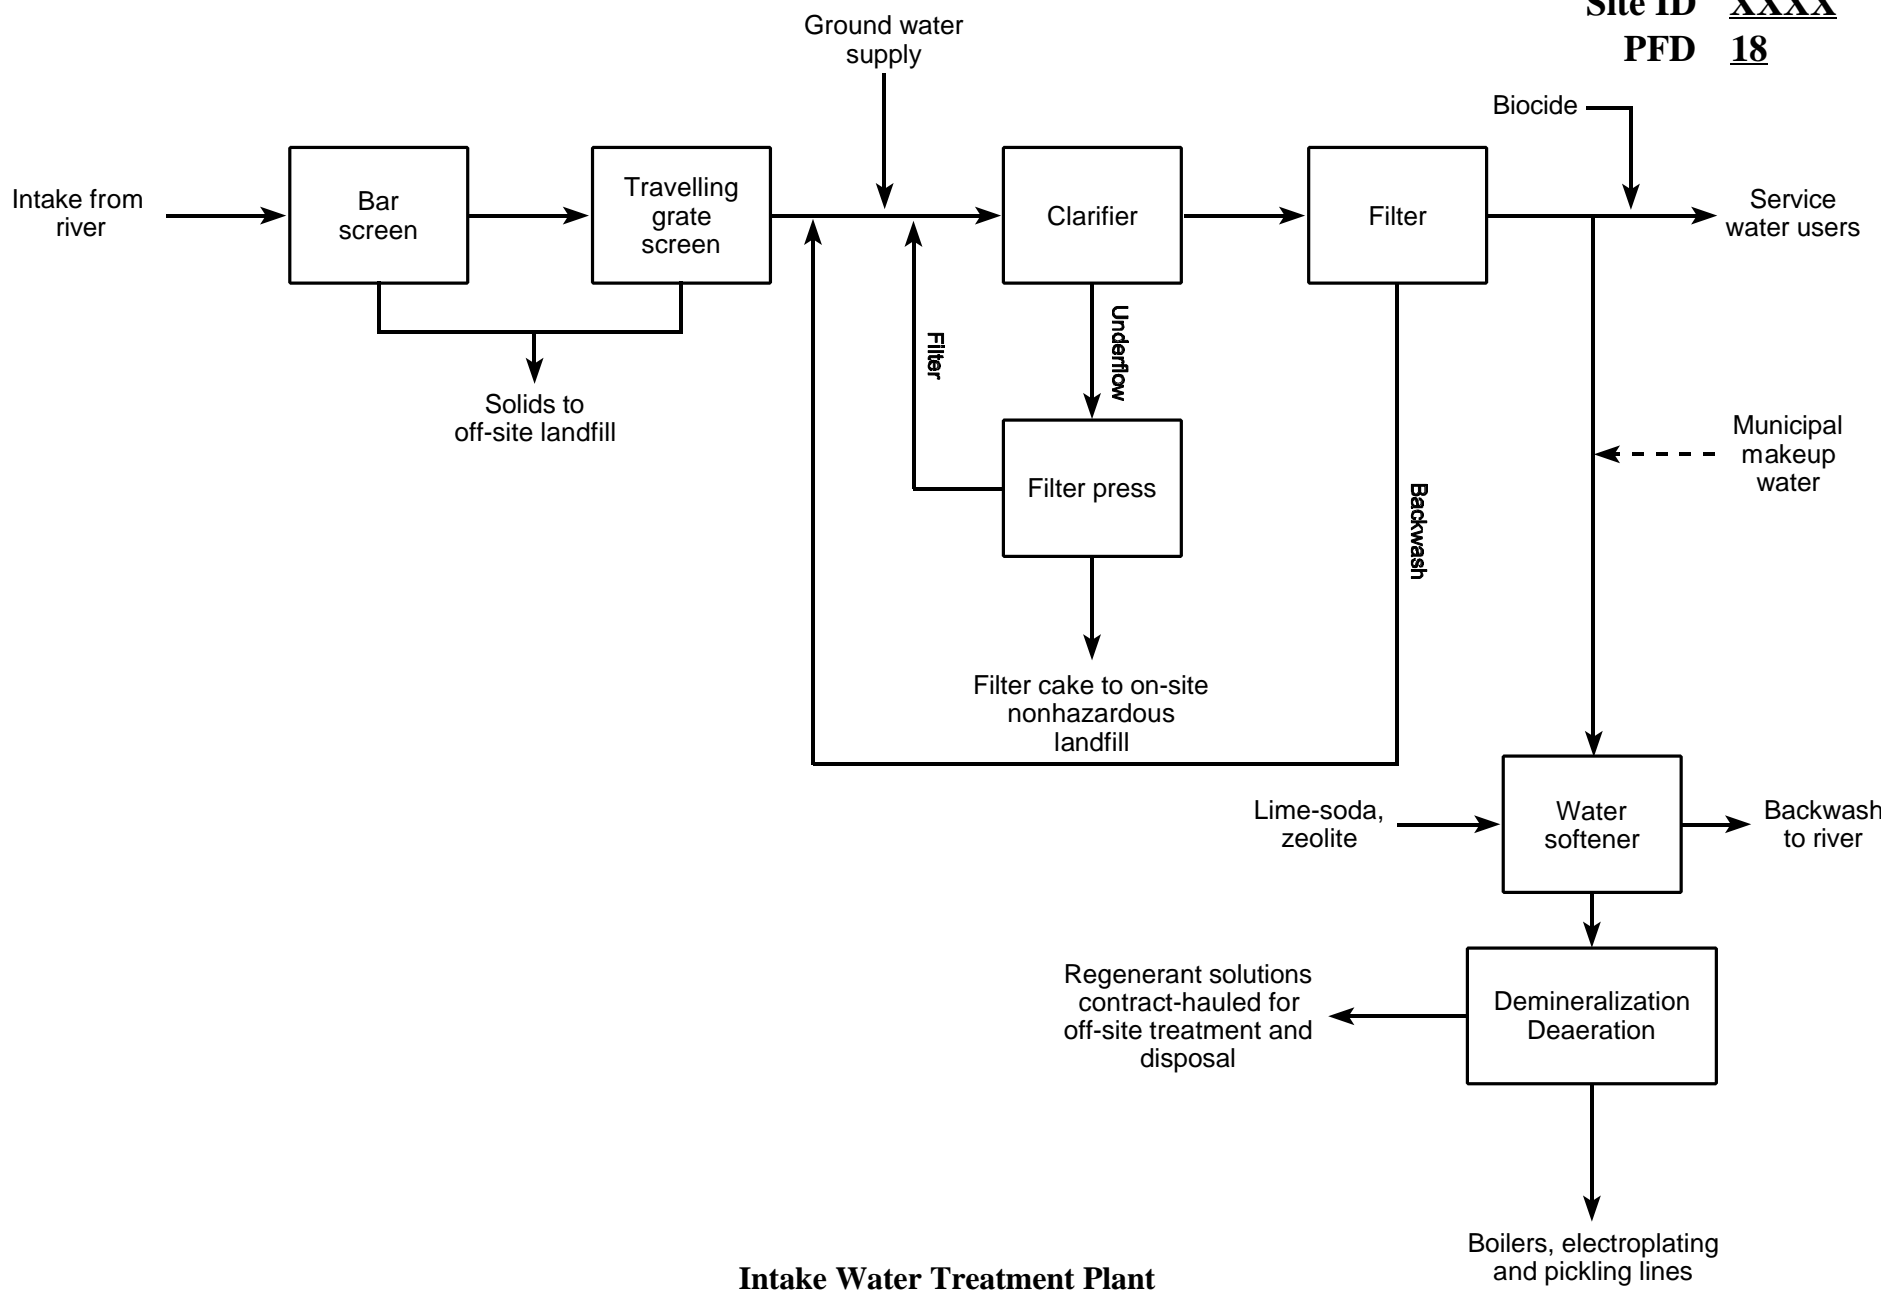 Site ID XXXX
PFD 18
Ground water
supply
Biocide
Intake from
river
Bar
screen
Travelling
grate
screen
Clarifier
Filter
Service
water users
Solids to
off-site landfill
Filter
Underflow
Filter press
Backwash
Municipal
makeup
water
Filter cake to on-site
nonhazardous
landfill
Lime-soda,
zeolite
Water
softener
Backwash
to river
Regenerant solutions
contract-hauled for
off-site treatment and
disposal
Demineralization
Deaeration
Boilers, electroplating
and pickling lines
Intake Water Treatment Plant